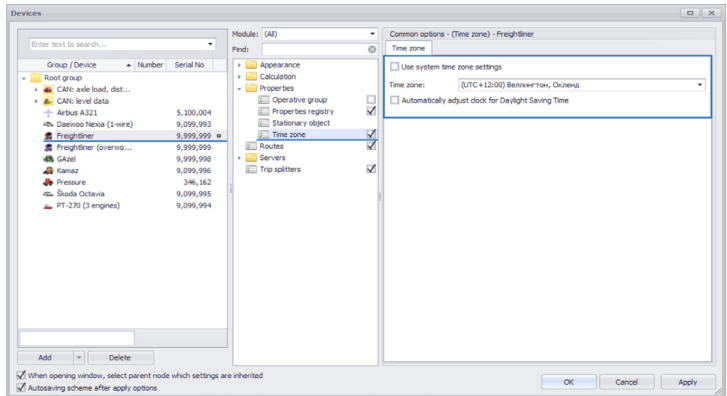 Devices
Enter text to search...
Group / Device Number Serial No
Root group
CAN: axle load, dist...
CAN: level data
Airbus A321 5,100,004
Daewoo Nexia (1-wire) 9,099,993
Freightliner 9,999,999
Freightliner (overwo... 9,999,999
GAzel 9,999,998
Kamaz 9,099,996
Pressure 346,162
Škoda Octavia 9,099,995
PT-270 (3 engines) 9,099,994
Add Delete
When opening window, select parent node which settings are inherited
Autosaving scheme after apply options
Module: (All)
Find:
Appearance
Calculation
Properties
Operative group
Properties registry
Stationary object
Time zone
Routes
Servers
Trip splitters
Common options - (Time zone) - Freightliner
Time zone
Use system time zone settings
Time zone: (UTC+12:00) Веллингтон, Окленд
Automatically adjust clock for Daylight Saving Time
OK Cancel Apply